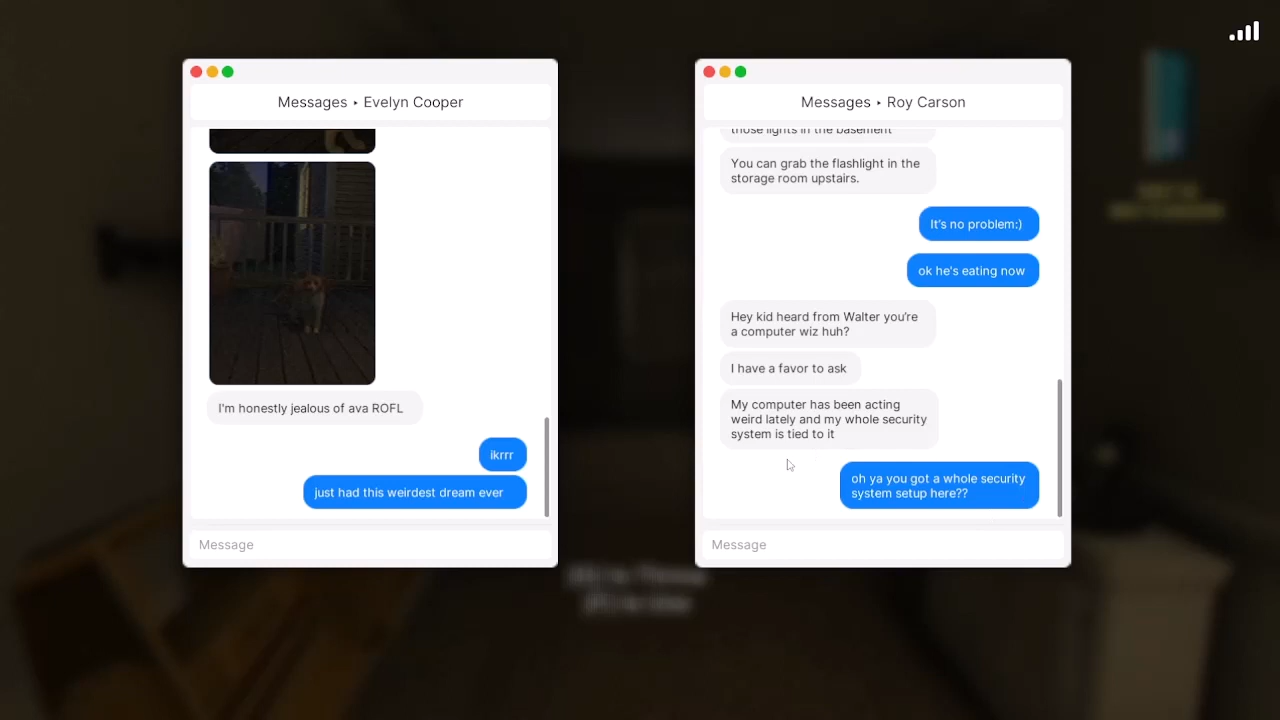 Messages ‣ Evelyn Cooper
I'm honestly jealous of ava ROFL
ikrrr
just had this weirdest dream ever
Message
Messages ‣ Roy Carson
those lights in the basement
You can grab the flashlight in the
storage room upstairs.
It's no problem:)
ok he's eating now
Hey kid heard from Walter you're
a computer wiz huh?
I have a favor to ask
My computer has been acting
weird lately and my whole security
system is tied to it
oh ya you got a whole security
system setup here??
Message